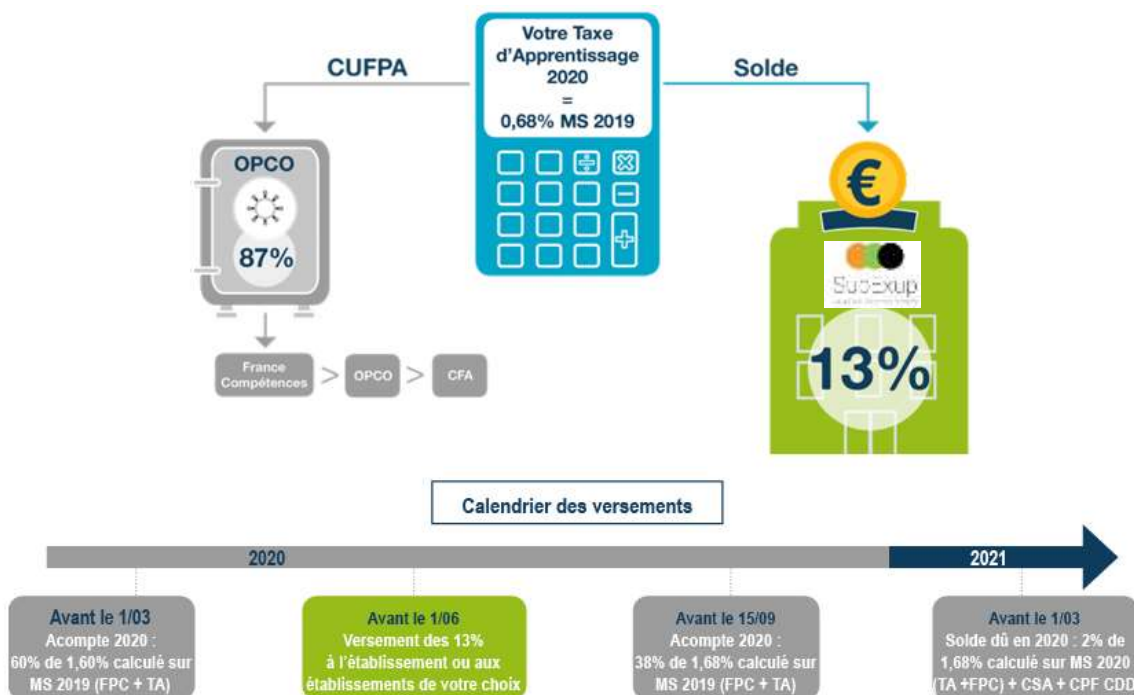 Votre Taxe
d'Apprentissage
2020
=
0,68% MS 2019
CUFPA
Solde
OPCO
87%
€
SupExup
13%
France
Compétences
>
OPCO
>
CFA
Calendrier des versements
2020
2021
Avant le 1/03
Acompte 2020 :
60% de 1,60% calculé sur
MS 2019 (FPC + TA)
Avant le 1/06
Versement des 13%
à l'établissement ou aux
établissements de votre choix
Avant le 15/09
Acompte 2020 :
38% de 1,68% calculé sur
MS 2019 (FPC + TA)
Avant le 1/03
Solde dû en 2020 : 2% de
1,68% calculé sur MS 2020
(TA +FPC) + CSA + CPF CDD